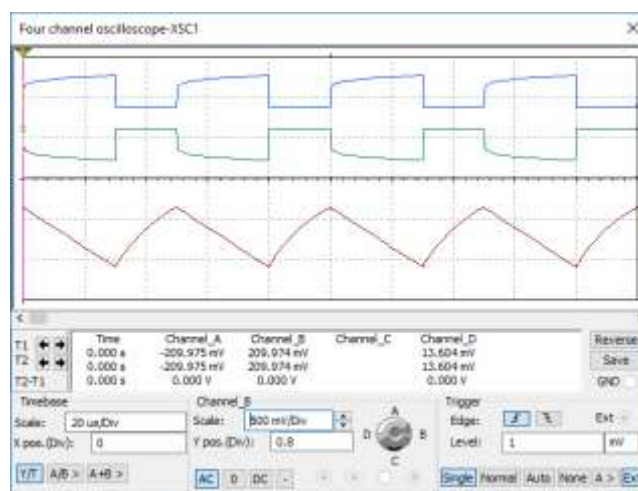 Four channel oscilloscope-XSC1
Time Channel_A Channel_B Channel_C Channel_D
T1 0.000 s -209.975 mV 209.974 mV 13.604 mV
T2 0.000 s -209.975 mV 209.974 mV 13.604 mV
T2-T1 0.000 s 0.000 V 0.000 V 0.000 V
Reverse
Save
GND
Timebase
Scale: 20 us/Div
X pos.(Div): 0
Y/T A/B > A+B >
Channel_B
Scale: 500 mV/Div
Y pos.(Div): 0.8
AC 0 DC -
A
D B
C
Trigger
Edge: Ext
Level: 1 mV
Single Normal Auto None A > Ext